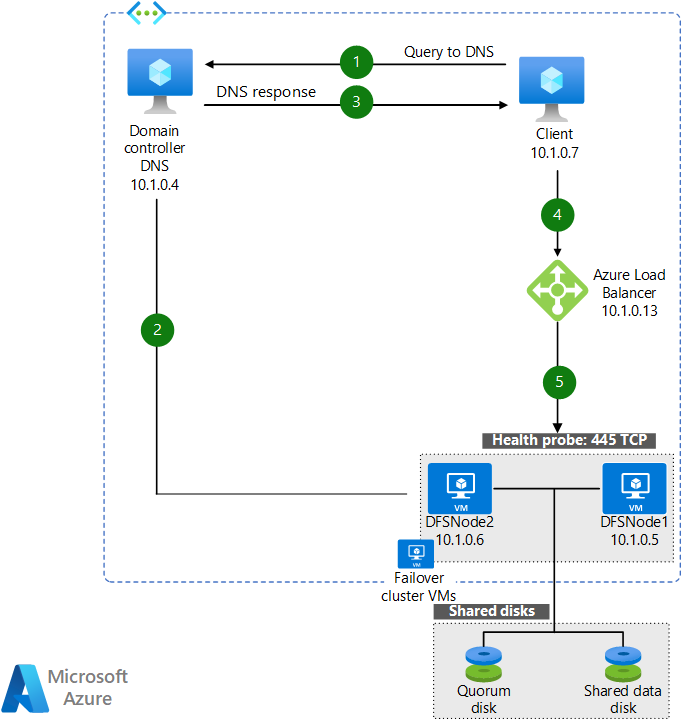 1
Query to DNS
DNS response
3
Domain
controller
DNS
10.1.0.4
Client
10.1.0.7
4
Azure Load
Balancer
10.1.0.13
2
5
Health probe: 445 TCP
VM
VM
DFSNode2
10.1.0.6
DFSNode1
10.1.0.5
VM
Failover
cluster VMs
Shared disks
Quorum
disk
Shared data
disk
Microsoft
Azure